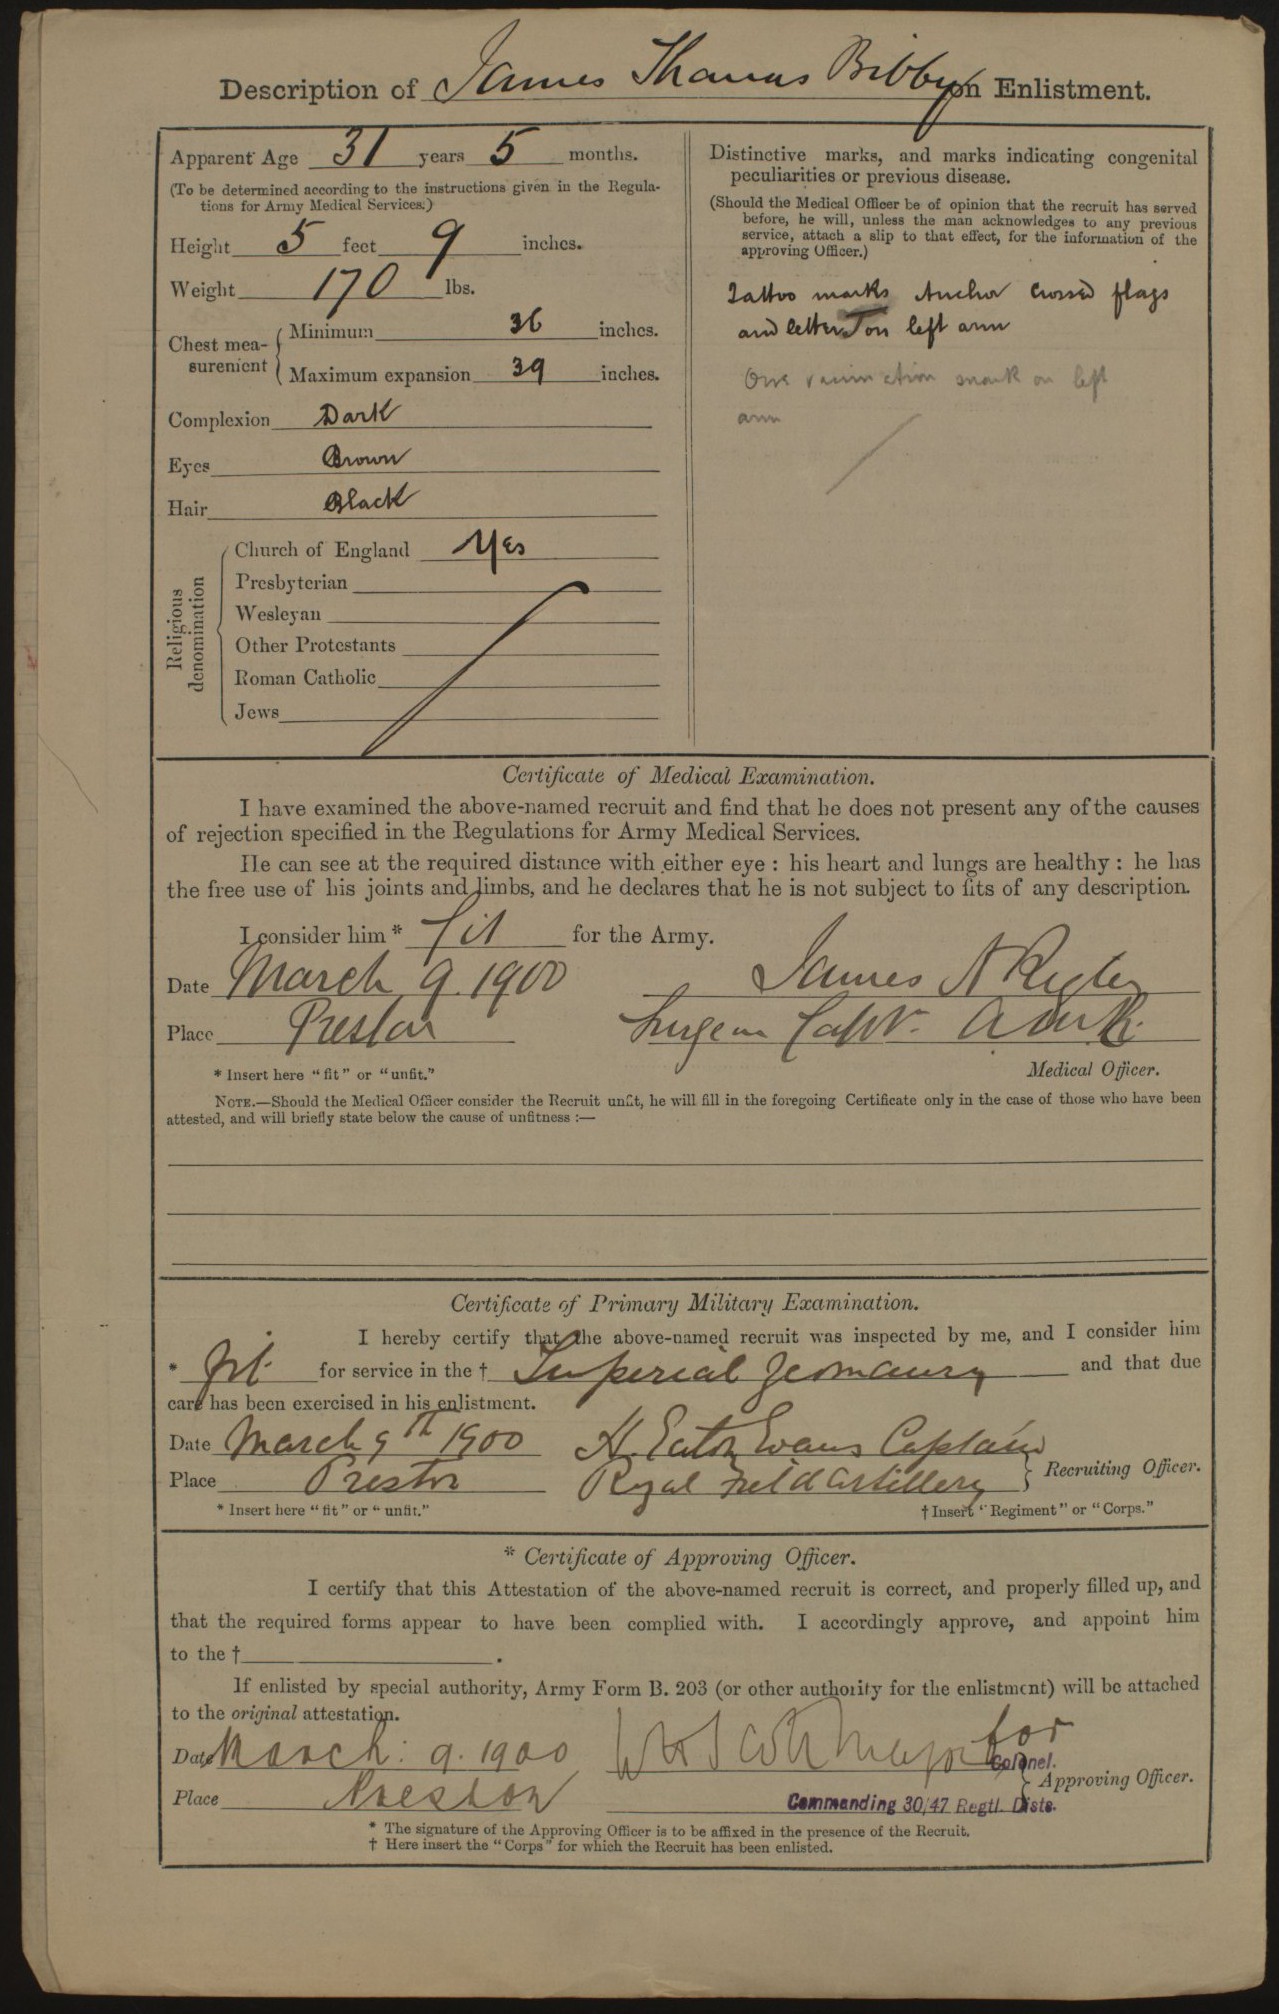 Description of James Thomas Bibby on Enlistment.
Apparent Age 31 years 5 months.
(To be determined according to the instructions given in the Regula-
tions for Army Medical Services.)
Height 5 feet 9 inches.
Weight 170 lbs.
Chest mea-
surement
Minimum 36 inches.
Maximum expansion 39 inches.
Complexion Dark
Eyes Brown
Hair Black
Religious
denomination
Church of England Yes
Presbyterian
Wesleyan
Other Protestants
Roman Catholic
Jews
Distinctive marks, and marks indicating congenital
peculiarities or previous disease.
(Should the Medical Officer be of opinion that the recruit has served
before, he will, unless the man acknowledges to any previous
service, attach a slip to that effect, for the information of the
approving Officer.)
Tattoo marks Anchor crossed flags
and letter T on left arm
One vaccination mark on left
arm
Certificate of Medical Examination.
I have examined the above-named recruit and find that he does not present any of the causes
of rejection specified in the Regulations for Army Medical Services.
He can see at the required distance with either eye : his heart and lungs are healthy : he has
the free use of his joints and limbs, and he declares that he is not subject to fits of any description.
I consider him * fit for the Army.
Date March 9. 1900 James A Rigby
Place Preston Surgeon Capt.
* Insert here “fit” or “unfit.” Medical Officer.
NOTE.—Should the Medical Officer consider the Recruit unfit, he will fill in the foregoing Certificate only in the case of those who have been
attested, and will briefly state below the cause of unfitness :—
Certificate of Primary Military Examination.
I hereby certify that the above-named recruit was inspected by me, and I consider him
* fit for service in the † Imperial Yeomanry and that due
care has been exercised in his enlistment.
Date March 9th 1900 H. Eaton Evans Captain
Place Preston Royal Field Artillery Recruiting Officer.
* Insert here “fit” or “unfit.” † Insert “Regiment” or “Corps.”
* Certificate of Approving Officer.
I certify that this Attestation of the above-named recruit is correct, and properly filled up, and
that the required forms appear to have been complied with. I accordingly approve, and appoint him
to the † .
If enlisted by special authority, Army Form B. 203 (or other authority for the enlistment) will be attached
to the original attestation.
Date March. 9. 1900 Major for
Colonel.
Approving Officer.
Place Preston Commanding 30/47 Regtl. Dists.
* The signature of the Approving Officer is to be affixed in the presence of the Recruit.
† Here insert the “Corps” for which the Recruit has been enlisted.